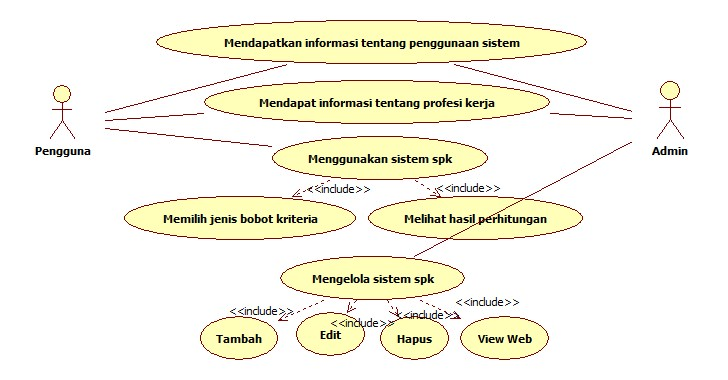 Mendapatkan informasi tentang penggunaan sistem
Mendapat informasi tentang profesi kerja
Pengguna
Admin
Menggunakan sistem spk
<<include>>
<<include>>
Memilih jenis bobot kriteria
Melihat hasil perhitungan
Mengelola sistem spk
<<include>>
<<include>>
<<include>>
<<include>>
Tambah
Edit
Hapus
View Web